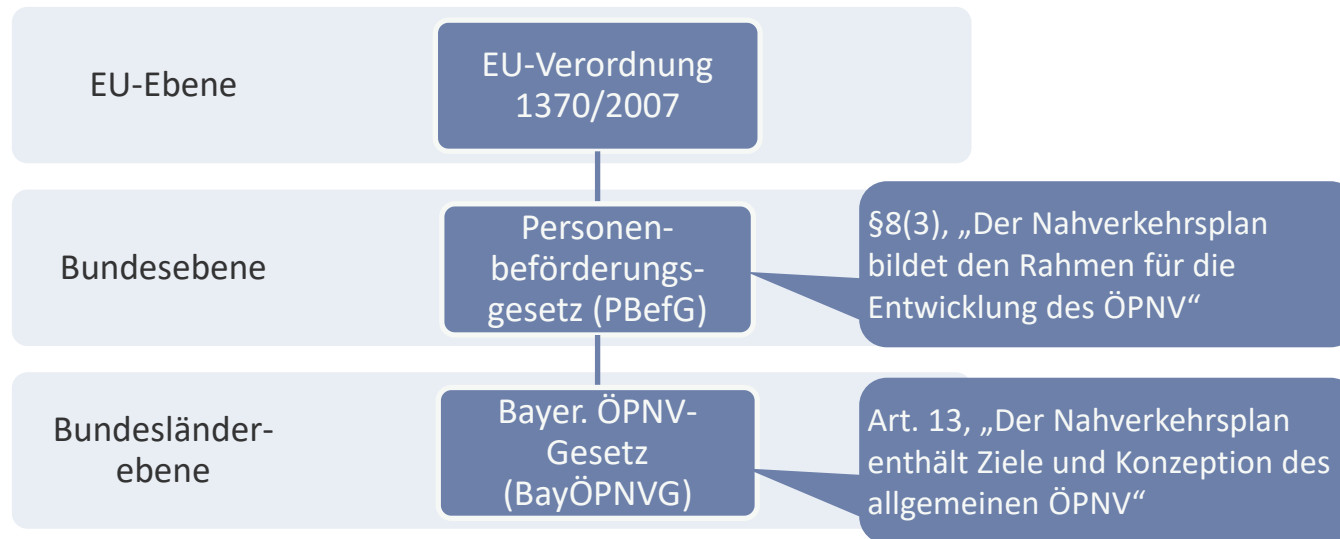 EU-Ebene
EU-Verordnung
1370/2007
Bundesebene
Personen-
beförderungs-
gesetz (PBefG)
§8(3), „Der Nahverkehrsplan
bildet den Rahmen für die
Entwicklung des ÖPNV“
Bundesländer-
ebene
Bayer. ÖPNV-
Gesetz
(BayÖPNVG)
Art. 13, „Der Nahverkehrsplan
enthält Ziele und Konzeption des
allgemeinen ÖPNV“